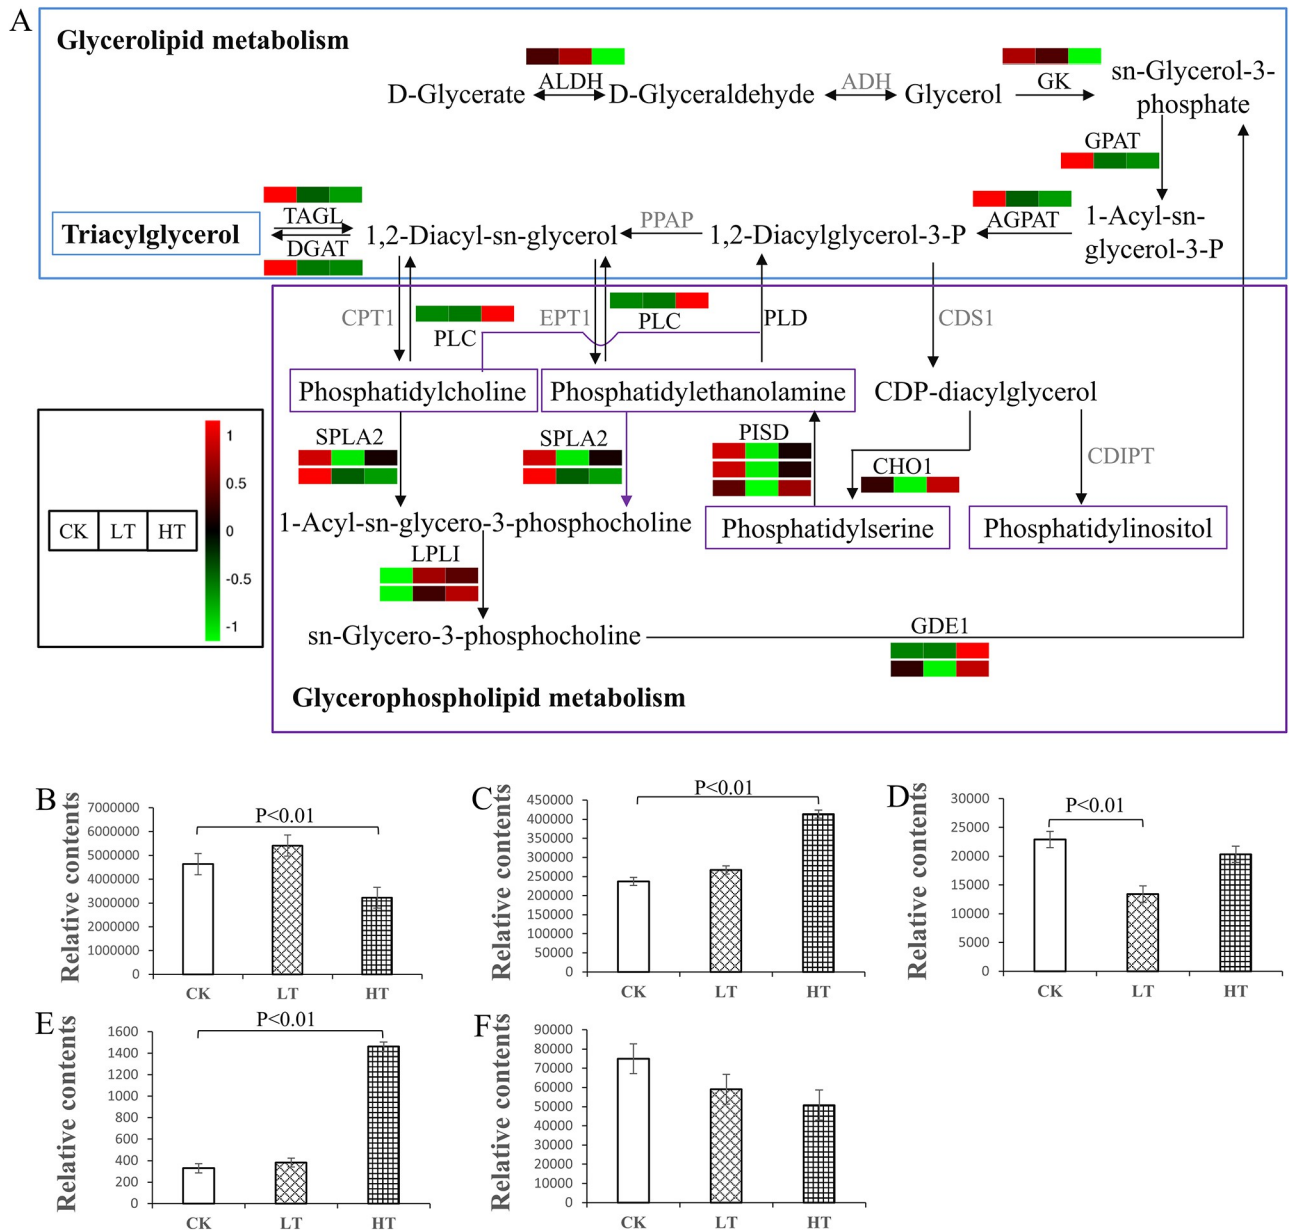 A
Glycerolipid metabolism
D-Glycerate
ALDH
D-Glyceraldehyde
ADH
Glycerol
GK
sn-Glycerol-3-
phosphate
GPAT
Triacylglycerol
TAGL
DGAT
1,2-Diacyl-sn-glycerol
PPAP
1,2-Diacylglycerol-3-P
AGPAT
1-Acyl-sn-
glycerol-3-P
CPT1
PLC
EPT1
PLC
PLD
CDS1
Phosphatidylcholine
Phosphatidylethanolamine
CDP-diacylglycerol
SPLA2
SPLA2
PISD
CHO1
CDIPT
CK
LT
HT
1
0.5
0
-0.5
-1
1-Acyl-sn-glycero-3-phosphocholine
Phosphatidylserine
Phosphatidylinositol
LPLI
sn-Glycero-3-phosphocholine
GDE1
Glycerophospholipid metabolism
B
Relative contents
7000000
6000000
5000000
4000000
3000000
2000000
1000000
0
P<0.01
CK
LT
HT
C
Relative contents
450000
400000
350000
300000
250000
200000
150000
100000
50000
0
P<0.01
CK
LT
HT
D
Relative contents
30000
25000
20000
15000
10000
5000
0
P<0.01
CK
LT
HT
E
Relative contents
1600
1400
1200
1000
800
600
400
200
0
P<0.01
CK
LT
HT
F
Relative contents
90000
80000
70000
60000
50000
40000
30000
20000
10000
0
CK
LT
HT